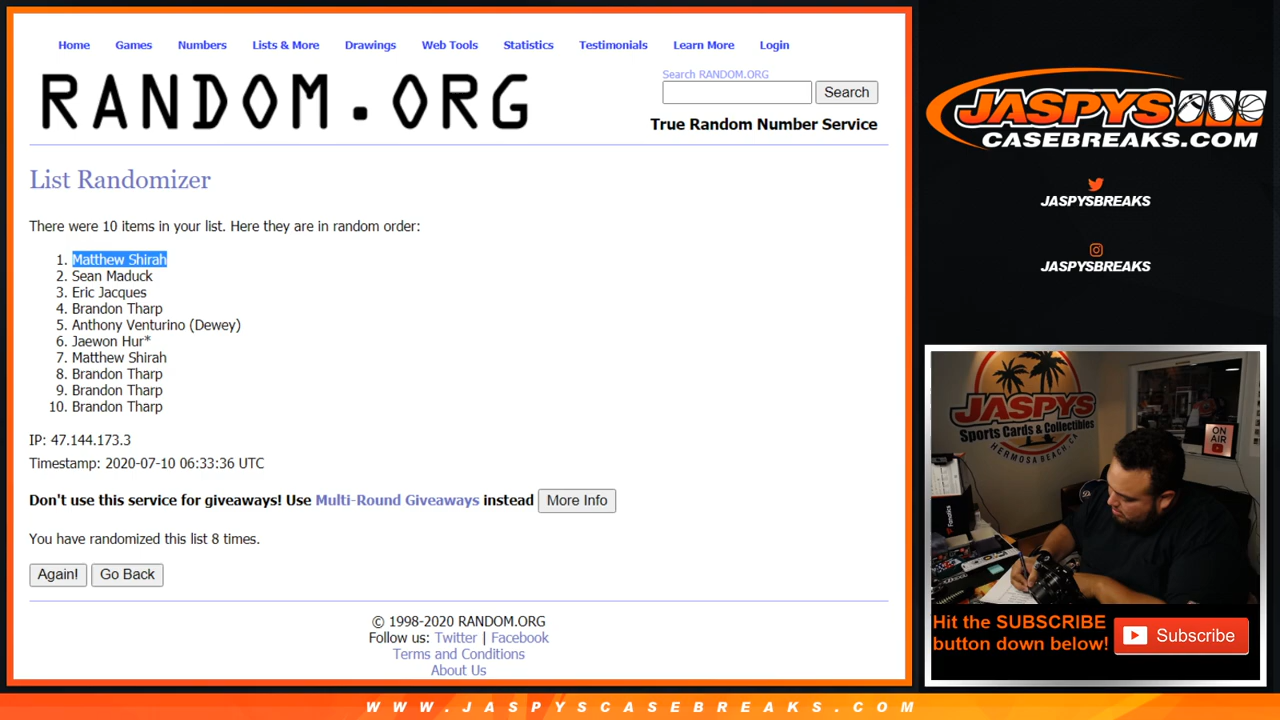 Home Games Numbers Lists & More Drawings Web Tools Statistics Testimonials Learn More Login
RANDOM.ORG
Search RANDOM.ORG
Search
True Random Number Service
List Randomizer
There were 10 items in your list. Here they are in random order:
1. Matthew Shirah
2. Sean Maduck
3. Eric Jacques
4. Brandon Tharp
5. Anthony Venturino (Dewey)
6. Jaewon Hur*
7. Matthew Shirah
8. Brandon Tharp
9. Brandon Tharp
10. Brandon Tharp
IP: 47.144.173.3
Timestamp: 2020-07-10 06:33:36 UTC
Don't use this service for giveaways! Use Multi-Round Giveaways instead More Info
You have randomized this list 8 times.
Again! Go Back
© 1998-2020 RANDOM.ORG
Follow us: Twitter | Facebook
Terms and Conditions
About Us
JASPYS
CASEBREAKS.COM
JASPYSBREAKS
JASPYSBREAKS
JASPYS
Sports Cards & Collectibles
HERMOSA BEACH, CA
ON
AIR
Fanatics
Hit the SUBSCRIBE
button down below!
Subscribe
WWW.JASPYSCASEBREAKS.COM